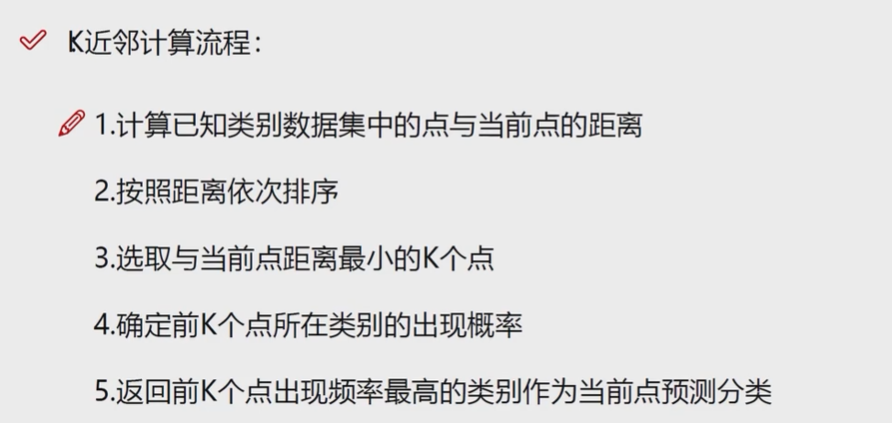 K近邻计算流程：
1.计算已知类别数据集中的点与当前点的距离
2.按照距离依次排序
3.选取与当前点距离最小的K个点
4.确定前K个点所在类别的出现概率
5.返回前K个点出现频率最高的类别作为当前点预测分类